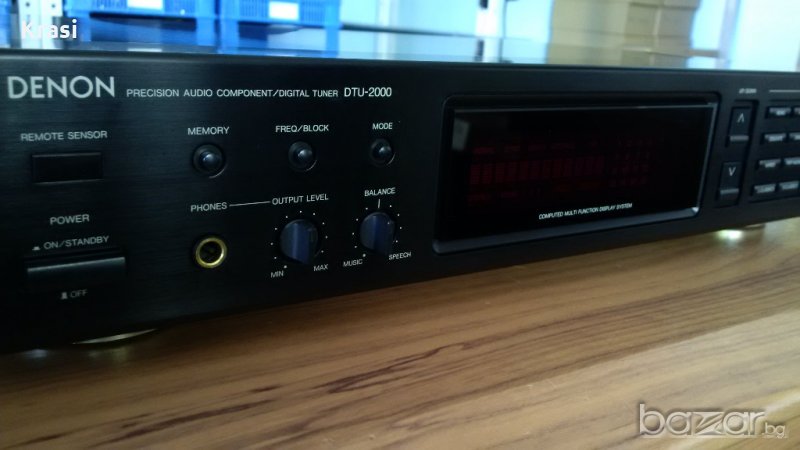 Krasi
DENON PRECISION AUDIO COMPONENT/DIGITAL TUNER DTU-2000
REMOTE SENSOR
MEMORY
FREQ/BLOCK
MODE
POWER
ON/STANDBY
OFF
PHONES
OUTPUT LEVEL
MIN
MAX
BALANCE
MUSIC
SPEECH
COMPUTED MULTI FUNCTION DISPLAY SYSTEM
bazar.bg